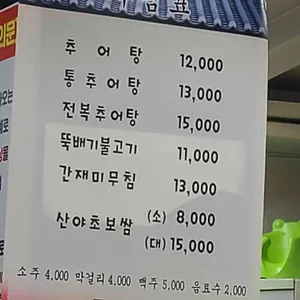 추어탕 12,000
통추어탕 13,000
전복추어탕 15,000
뚝배기불고기 11,000
간재미무침 13,000
산야초보쌈 (소) 8,000
(대) 15,000
소주 4.000 막걸리 4.000 맥주 5.000 음료수 2.000